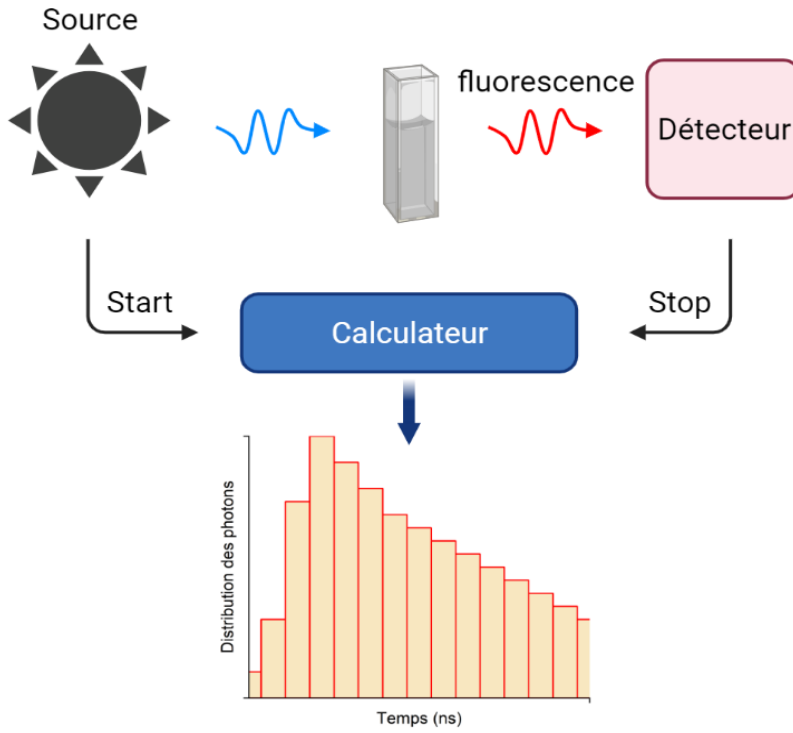 Source
fluorescence
Détecteur
Start
Stop
Calculateur
Distribution des photons
Temps (ns)